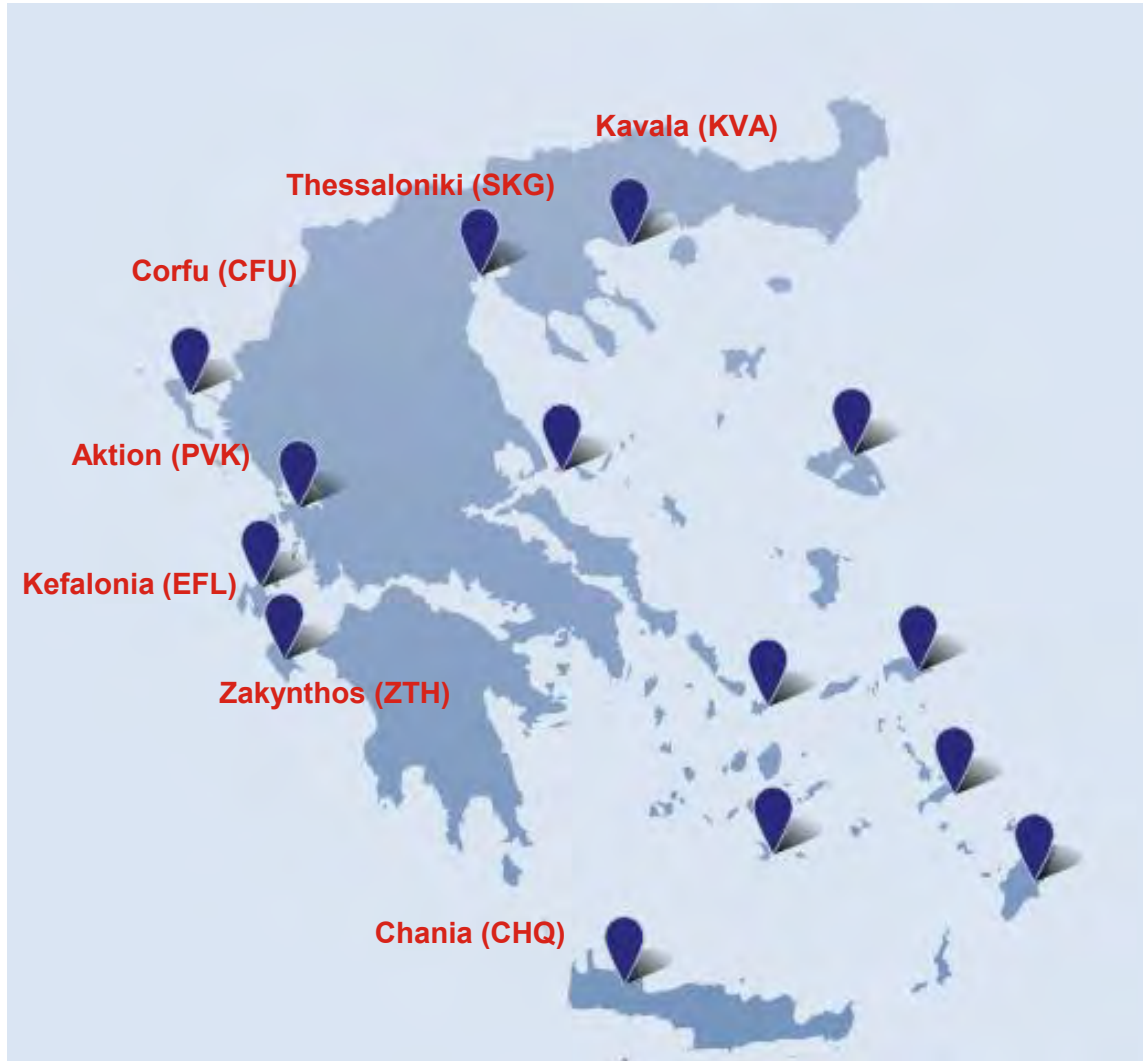 Kavala (KVA)
Thessaloniki (SKG)
Corfu (CFU)
Aktion (PVK)
Kefalonia (EFL)
Zakynthos (ZTH)
Chania (CHQ)